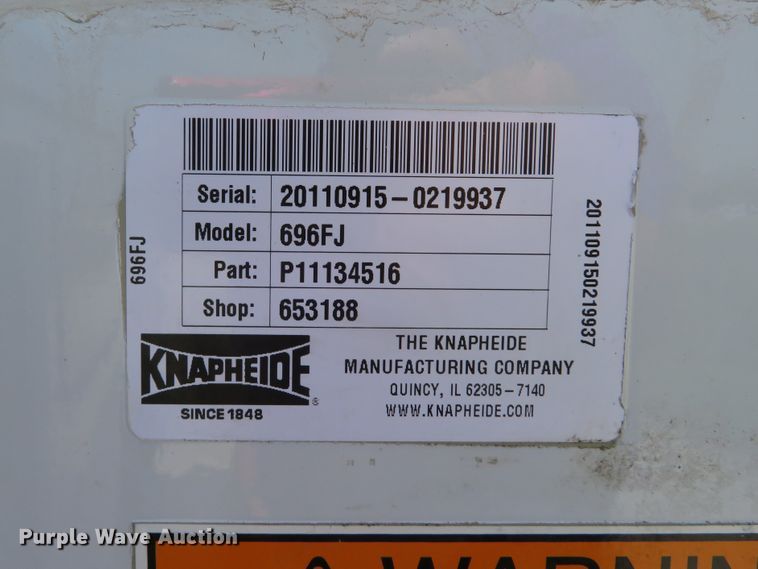 Serial: 20110915-0219937
Model: 696FJ
Part: P11134516
Shop: 653188
696FJ
201109150219937
KNAPHEIDE
®
SINCE 1848
THE KNAPHEIDE
MANUFACTURING COMPANY
QUINCY, IL 62305-7140
WWW.KNAPHEIDE.COM
Purple Wave Auction
WARNIN